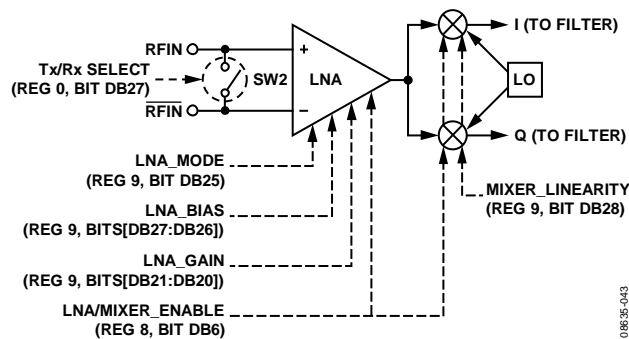 RFIN
+
I (TO FILTER)
Tx/Rx SELECT
(REG 0, BIT DB27)
SW2
LNA
LO
RFIN
–
Q (TO FILTER)
LNA_MODE
(REG 9, BIT DB25)
MIXER_LINEARITY
(REG 9, BIT DB28)
LNA_BIAS
(REG 9, BITS[DB27:DB26])
LNA_GAIN
(REG 9, BITS[DB21:DB20])
LNA/MIXER_ENABLE
(REG 8, BIT DB6)
08635-043